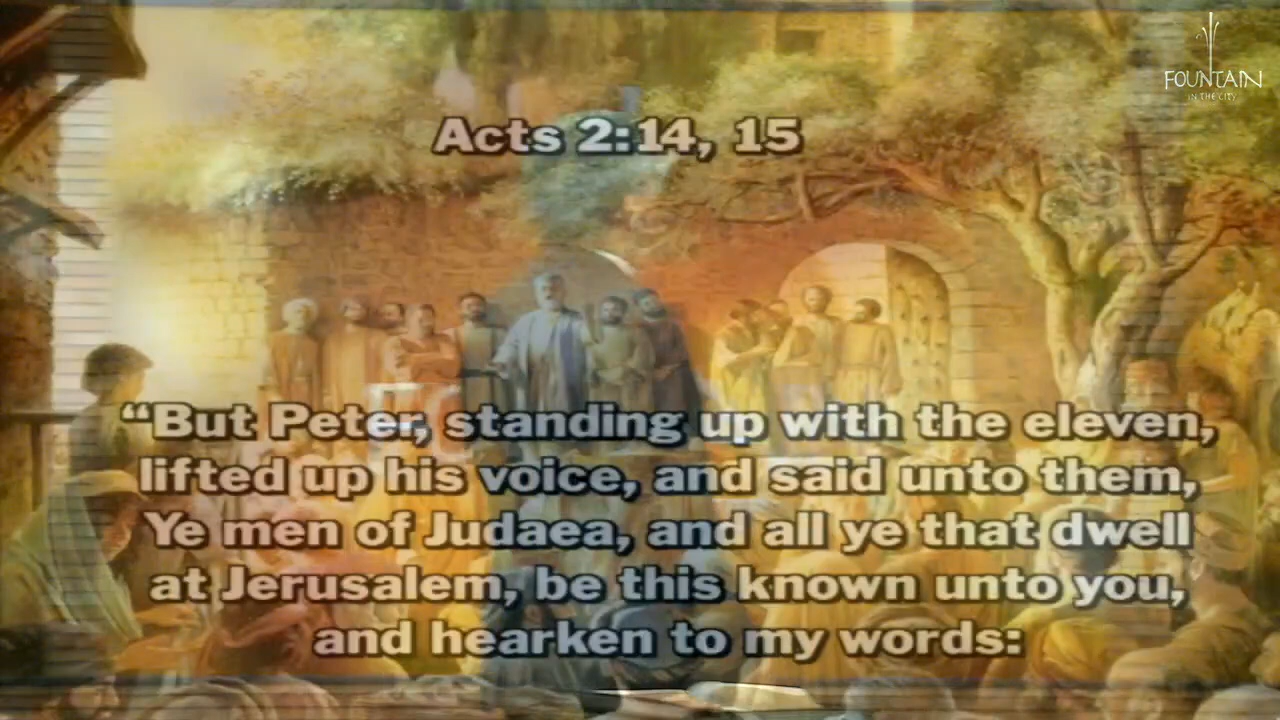 FOUNTAIN
IN THE CITY
Acts 2:14, 15
“But Peter, standing up with the eleven,
lifted up his voice, and said unto them,
Ye men of Judaea, and all ye that dwell
at Jerusalem, be this known unto you,
and hearken to my words: